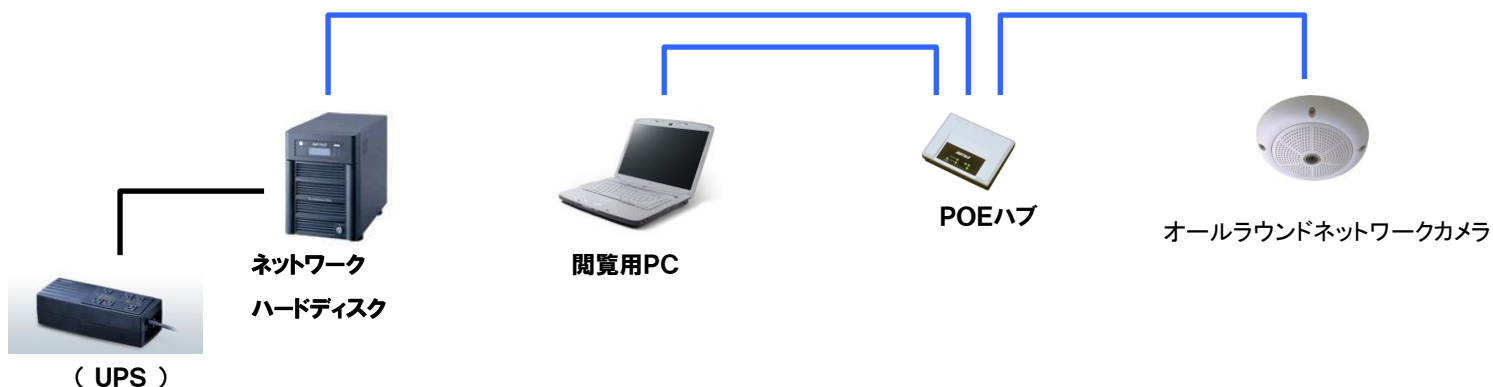 POEハブ
オールラウンドネットワークカメラ
ネットワーク
ハードディスク
閲覧用PC
（ UPS ）